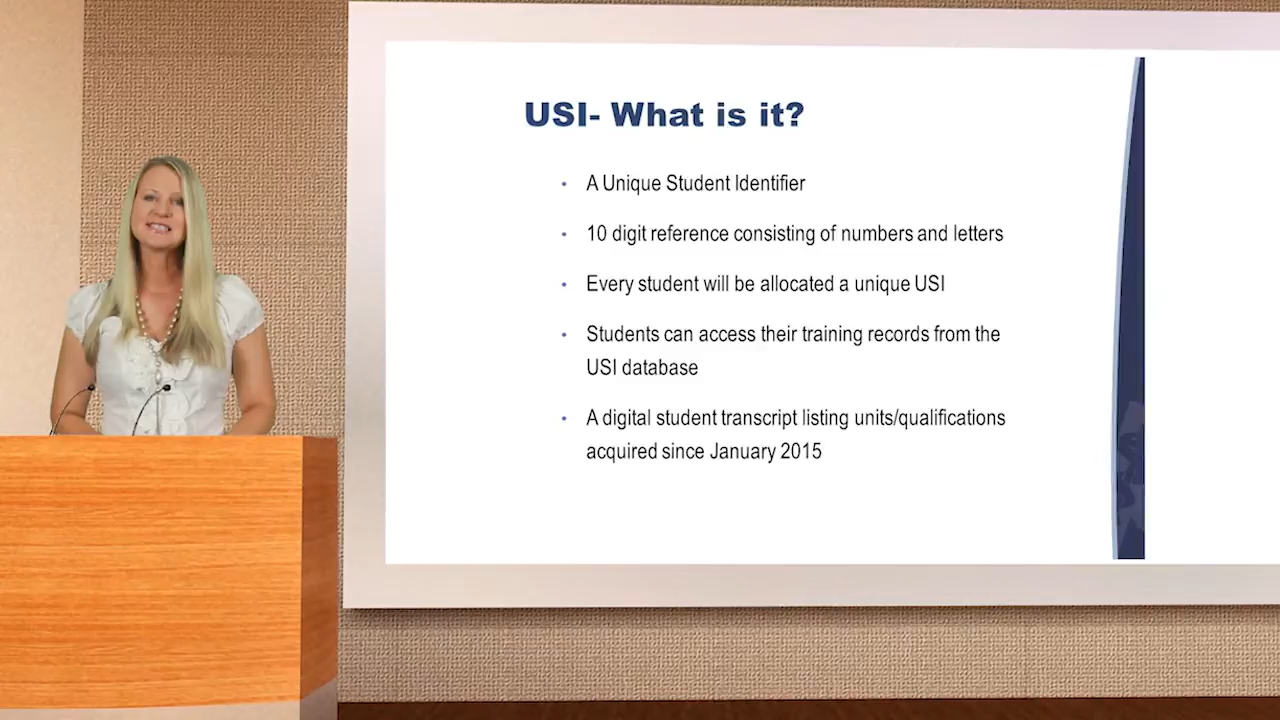 USI- What is it?
• A Unique Student Identifier
• 10 digit reference consisting of numbers and letters
• Every student will be allocated a unique USI
• Students can access their training records from the
USI database
• A digital student transcript listing units/qualifications
acquired since January 2015